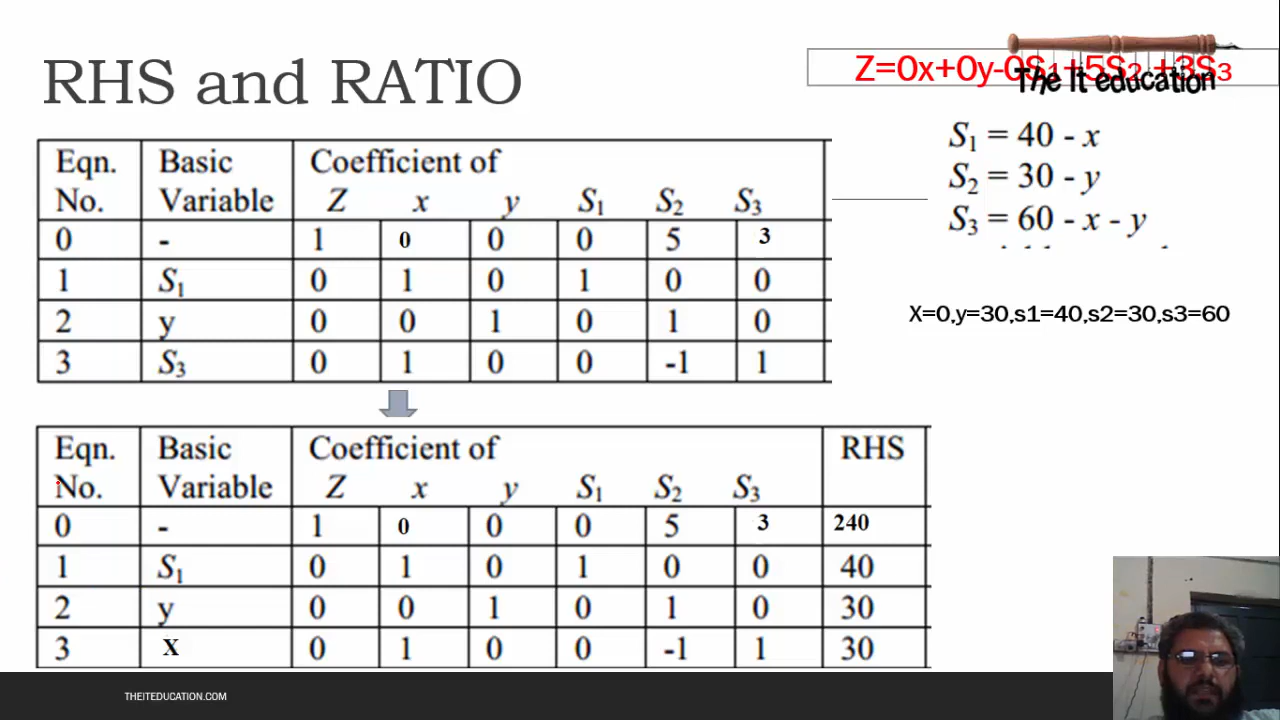 RHS and RATIO
Z=0x+0y-0S1+5S2 +3S3
The It education
S1 = 40 - x
S2 = 30 - y
S3 = 60 - x - y
X=0,y=30,s1=40,s2=30,s3=60
Eqn. Basic Coefficient of
No. Variable Z x y S1 S2 S3
0 - 1 0 0 0 5 3
1 S1 0 1 0 1 0 0
2 y 0 0 1 0 1 0
3 S3 0 1 0 0 -1 1
Eqn. Basic Coefficient of RHS
No. Variable Z x y S1 S2 S3
0 - 1 0 0 0 5 3 240
1 S1 0 1 0 1 0 0 40
2 y 0 0 1 0 1 0 30
3 X 0 1 0 0 -1 1 30
THEITEDUCATION.COM